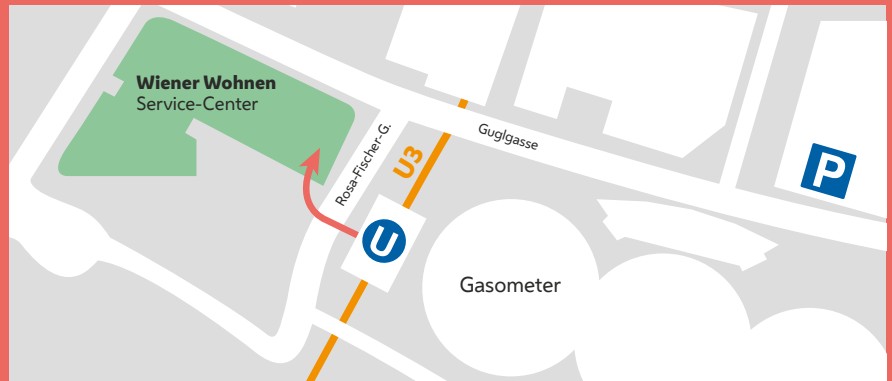 Wiener Wohnen
Service-Center
Rosa-Fischer-G.
U3
Guglgasse
P
U
Gasometer